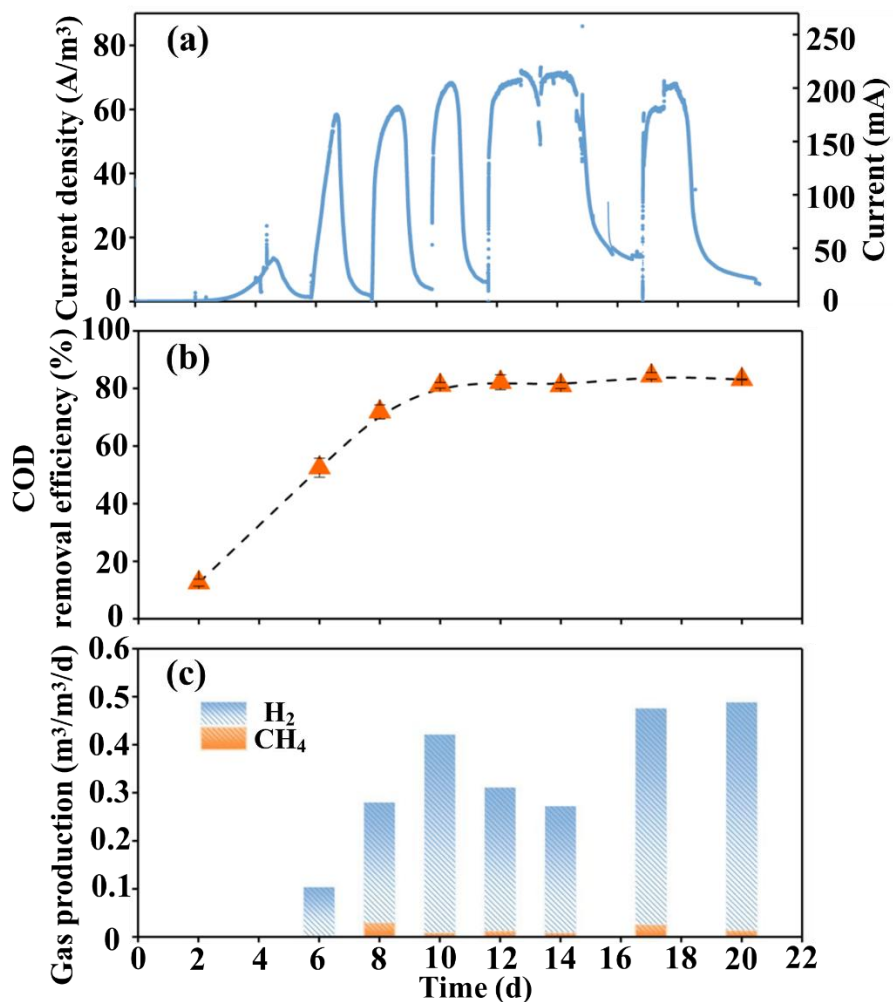 (a)
Current density (A/m³)
80
60
40
20
0
Current (mA)
250
200
150
100
50
0
(b)
COD
removal efficiency (%)
100
80
60
40
20
0
(c)
Gas production (m³/m³/d)
0.6
0.5
0.4
0.3
0.2
0.1
0
H₂
CH₄
0 2 4 6 8 10 12 14 16 18 20 22
Time (d)